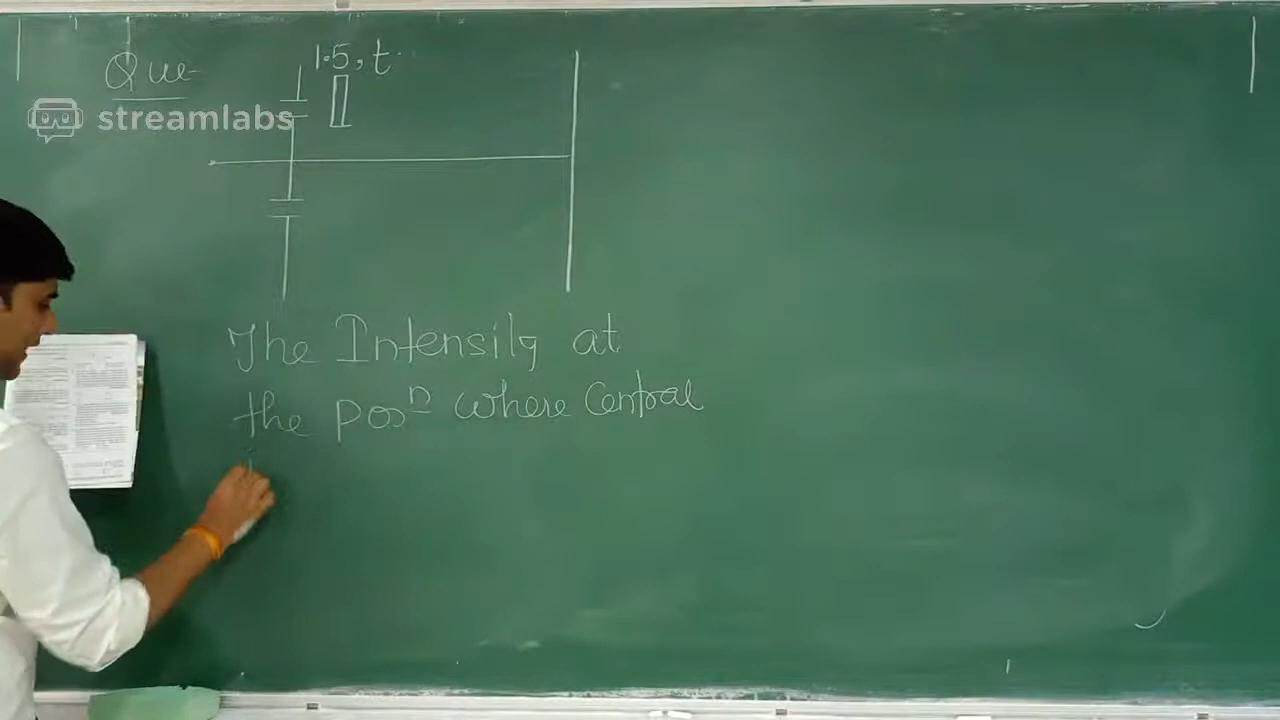 Que
1.5, t
streamlabs
The Intensity at
the posⁿ where Central